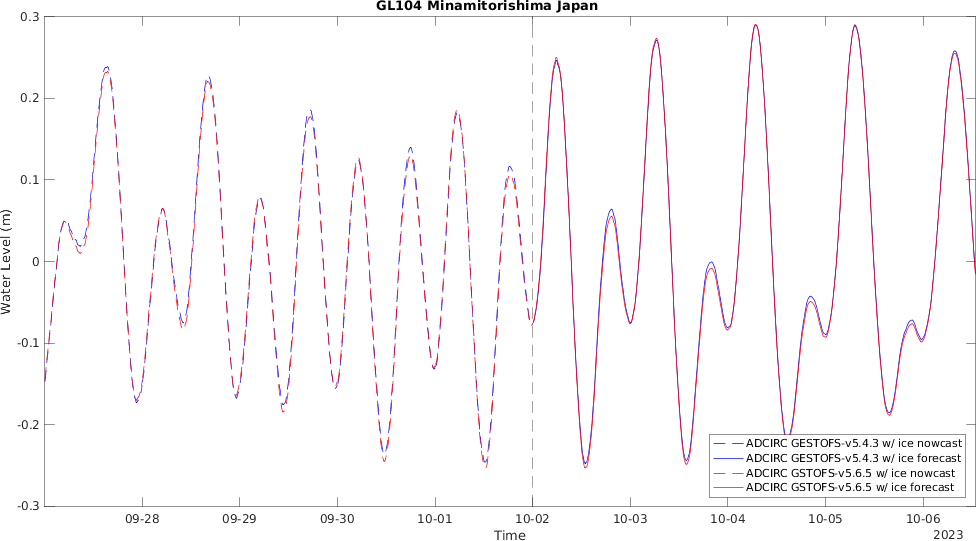 GL104 Minamitorishima Japan
0.3
0.2
0.1
0
-0.1
-0.2
-0.3
Water Level (m)
09-28
09-29
09-30
10-01
10-02
10-03
10-04
10-05
10-06
Time
2023
ADCIRC GESTOFS-v5.4.3 w/ ice nowcast
ADCIRC GESTOFS-v5.4.3 w/ ice forecast
ADCIRC GSTOFS-v5.6.5 w/ ice nowcast
ADCIRC GSTOFS-v5.6.5 w/ ice forecast